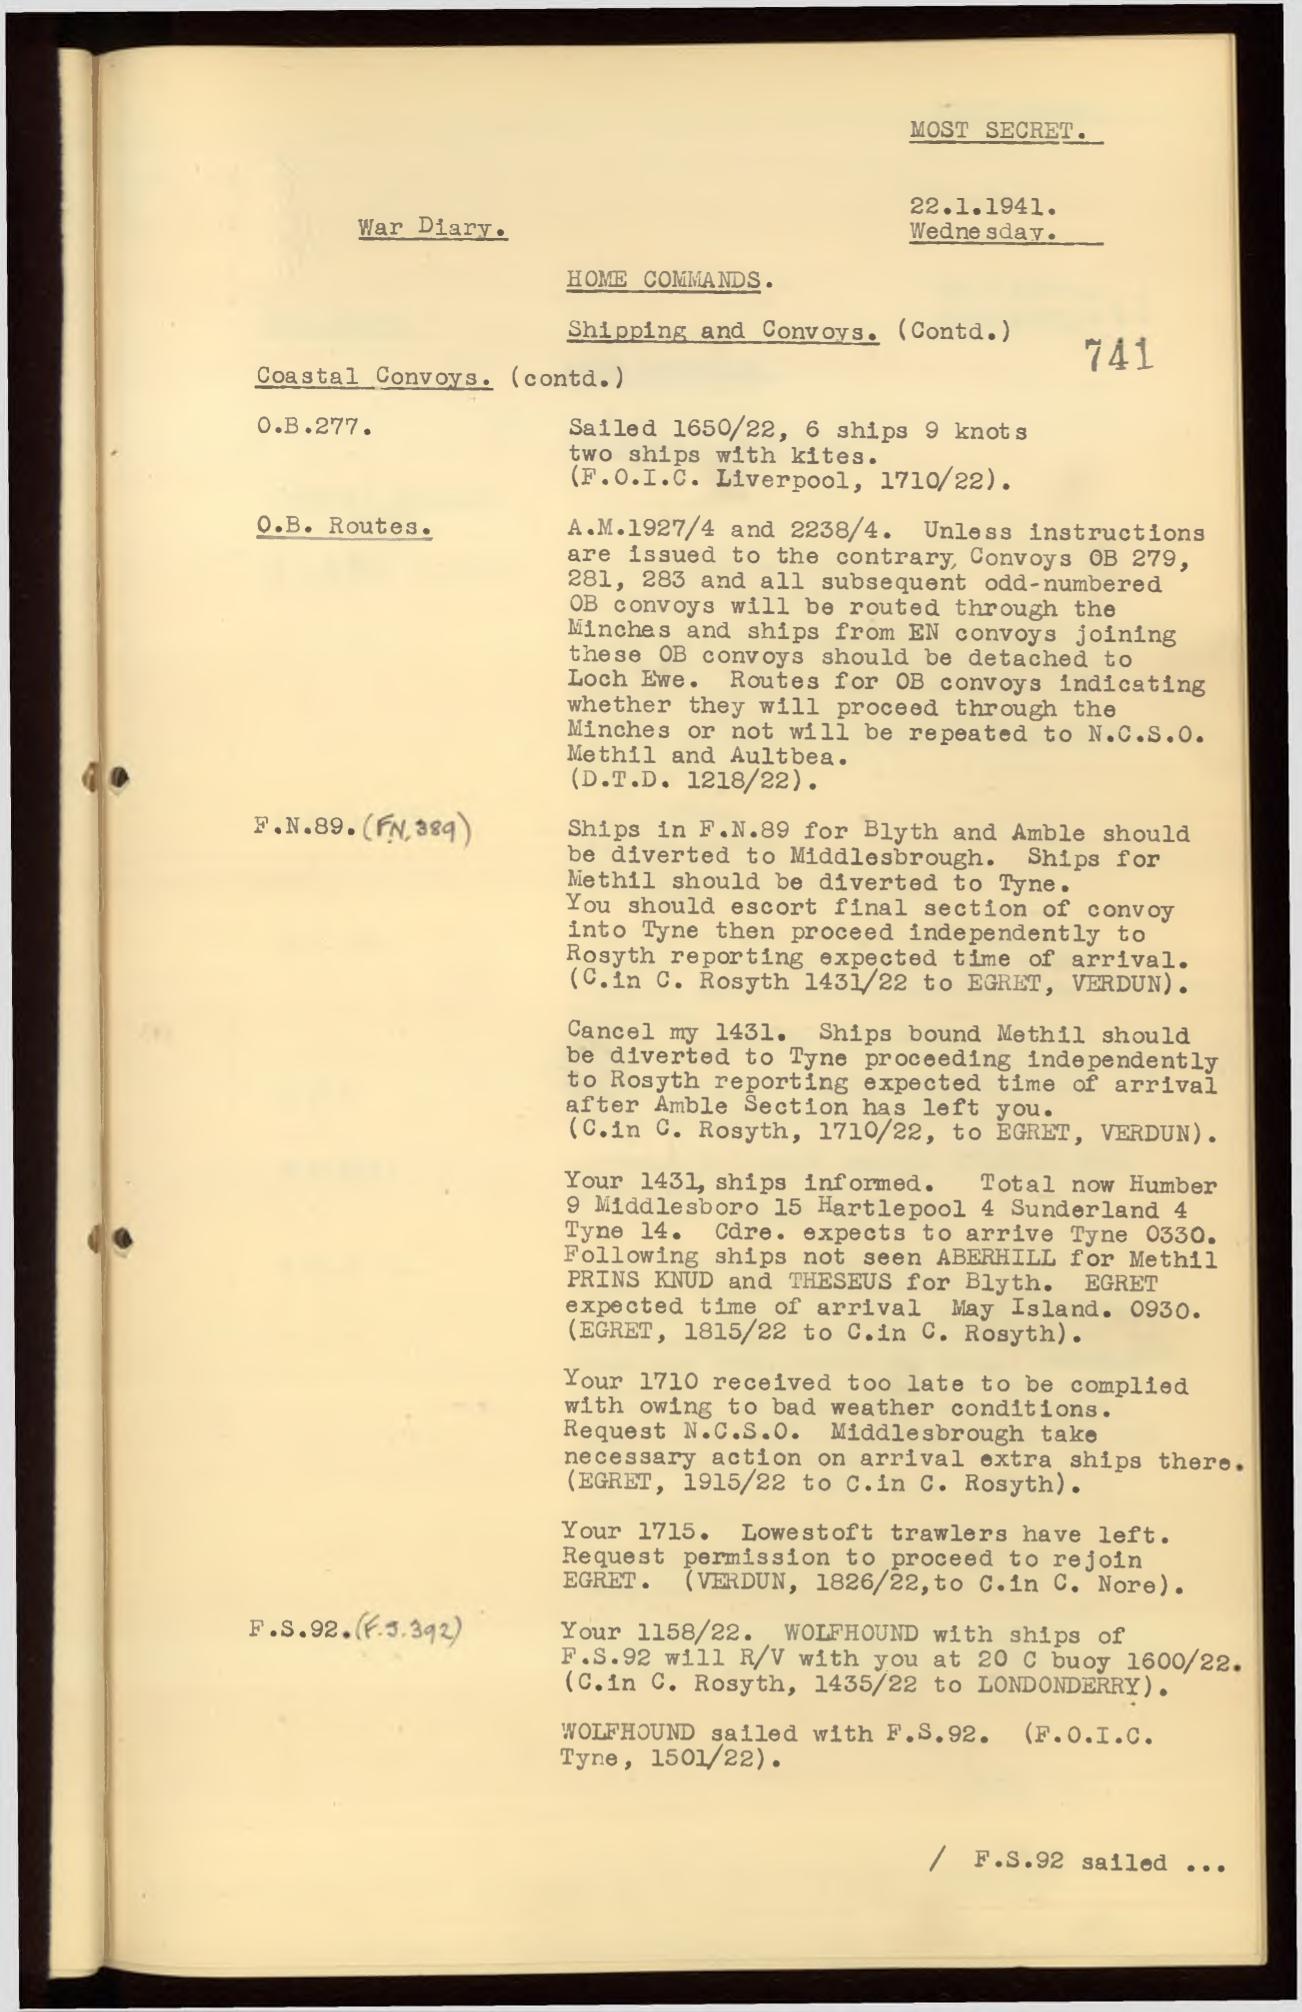 MOST SECRET.
22.1.1941.
War Diary.
Wednesday.
HOME COMMANDS.
Shipping and Convoys. (Contd.)
741
Coastal Convoys. (contd.)
O.B.277.
Sailed 1650/22, 6 ships 9 knots
two ships with kites.
(F.O.I.C. Liverpool, 1710/22).
O.B. Routes.
A.M.1927/4 and 2238/4. Unless instructions
are issued to the contrary, Convoys OB 279,
281, 283 and all subsequent odd-numbered
OB convoys will be routed through the
Minches and ships from EN convoys joining
these OB convoys should be detached to
Loch Ewe. Routes for OB convoys indicating
whether they will proceed through the
Minches or not will be repeated to N.C.S.O.
Methil and Aultbea.
(D.T.D. 1218/22).
F.N.89. (FN.389)
Ships in F.N.89 for Blyth and Amble should
be diverted to Middlesbrough. Ships for
Methil should be diverted to Tyne.
You should escort final section of convoy
into Tyne then proceed independently to
Rosyth reporting expected time of arrival.
(C.in C. Rosyth 1431/22 to EGRET, VERDUN).
Cancel my 1431. Ships bound Methil should
be diverted to Tyne proceeding independently
to Rosyth reporting expected time of arrival
after Amble Section has left you.
(C.in C. Rosyth, 1710/22, to EGRET, VERDUN).
Your 1431, ships informed. Total now Humber
9 Middlesboro 15 Hartlepool 4 Sunderland 4
Tyne 14. Cdre. expects to arrive Tyne 0330.
Following ships not seen ABERHILL for Methil
PRINS KNUD and THESEUS for Blyth. EGRET
expected time of arrival May Island. 0930.
(EGRET, 1815/22 to C.in C. Rosyth).
Your 1710 received too late to be complied
with owing to bad weather conditions.
Request N.C.S.O. Middlesbrough take
necessary action on arrival extra ships there.
(EGRET, 1915/22 to C.in C. Rosyth).
Your 1715. Lowestoft trawlers have left.
Request permission to proceed to rejoin
EGRET. (VERDUN, 1826/22,to C.in C. Nore).
F.S.92. (F.S.392)
Your 1158/22. WOLFHOUND with ships of
F.S.92 will R/V with you at 20 C buoy 1600/22.
(C.in C. Rosyth, 1435/22 to LONDONDERRY).
WOLFHOUND sailed with F.S.92. (F.O.I.C.
Tyne, 1501/22).
/ F.S.92 sailed ...